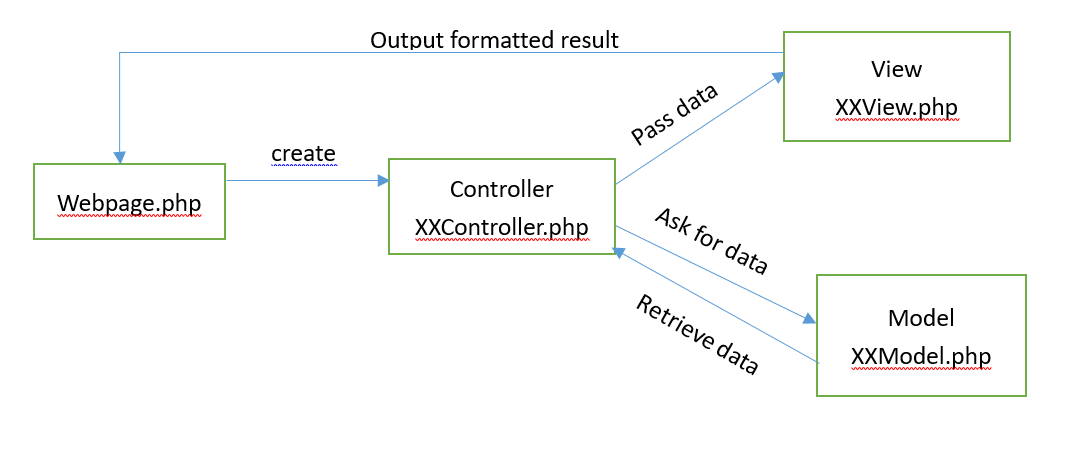 Output formatted result
View
XXView.php
Pass data
create
Webpage.php
Controller
XXController.php
Ask for data
Retrieve data
Model
XXModel.php